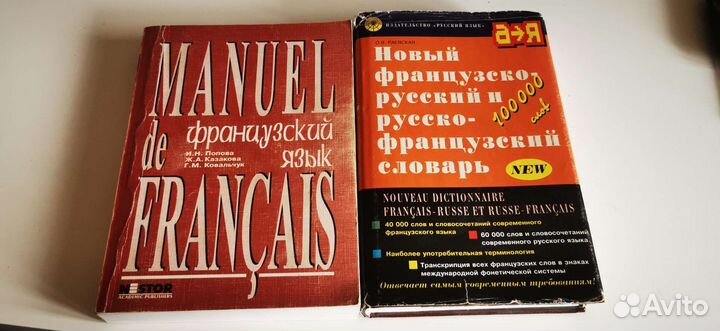 MANUEL
de
французский
язык
И.Н. Попова
Ж.А. Казакова
Г.М. Ковальчук
FRANÇAIS
NESTOR
ACADEMIC PUBLISHERS
ИЗДАТЕЛЬСТВО «РУССКИЙ ЯЗЫК»
а→Я
О.В. РАЕВСКАЯ
Новый
французско-
русский и
русско-
французский
словарь
100 000
слов
NEW
NOUVEAU DICTIONNAIRE
FRANÇAIS-RUSSE ET RUSSE-FRANÇAIS
40 000 слов и словосочетаний современного
французского языка
60 000 слов и словосочетаний
современного русского языка
Наиболее употребительная терминология
Транскрипция всех французских слов в знаках
международной фонетической системы
Отвечает самым современным требованиям!
Avito